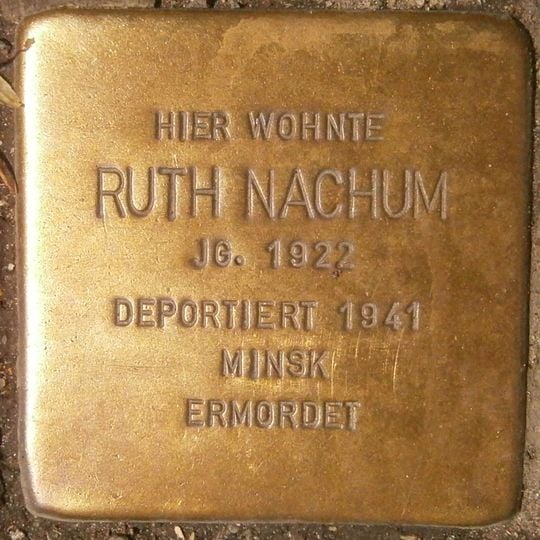 HIER WOHNTE
RUTH NACHUM
JG. 1922
DEPORTIERT 1941
MINSK
ERMORDET